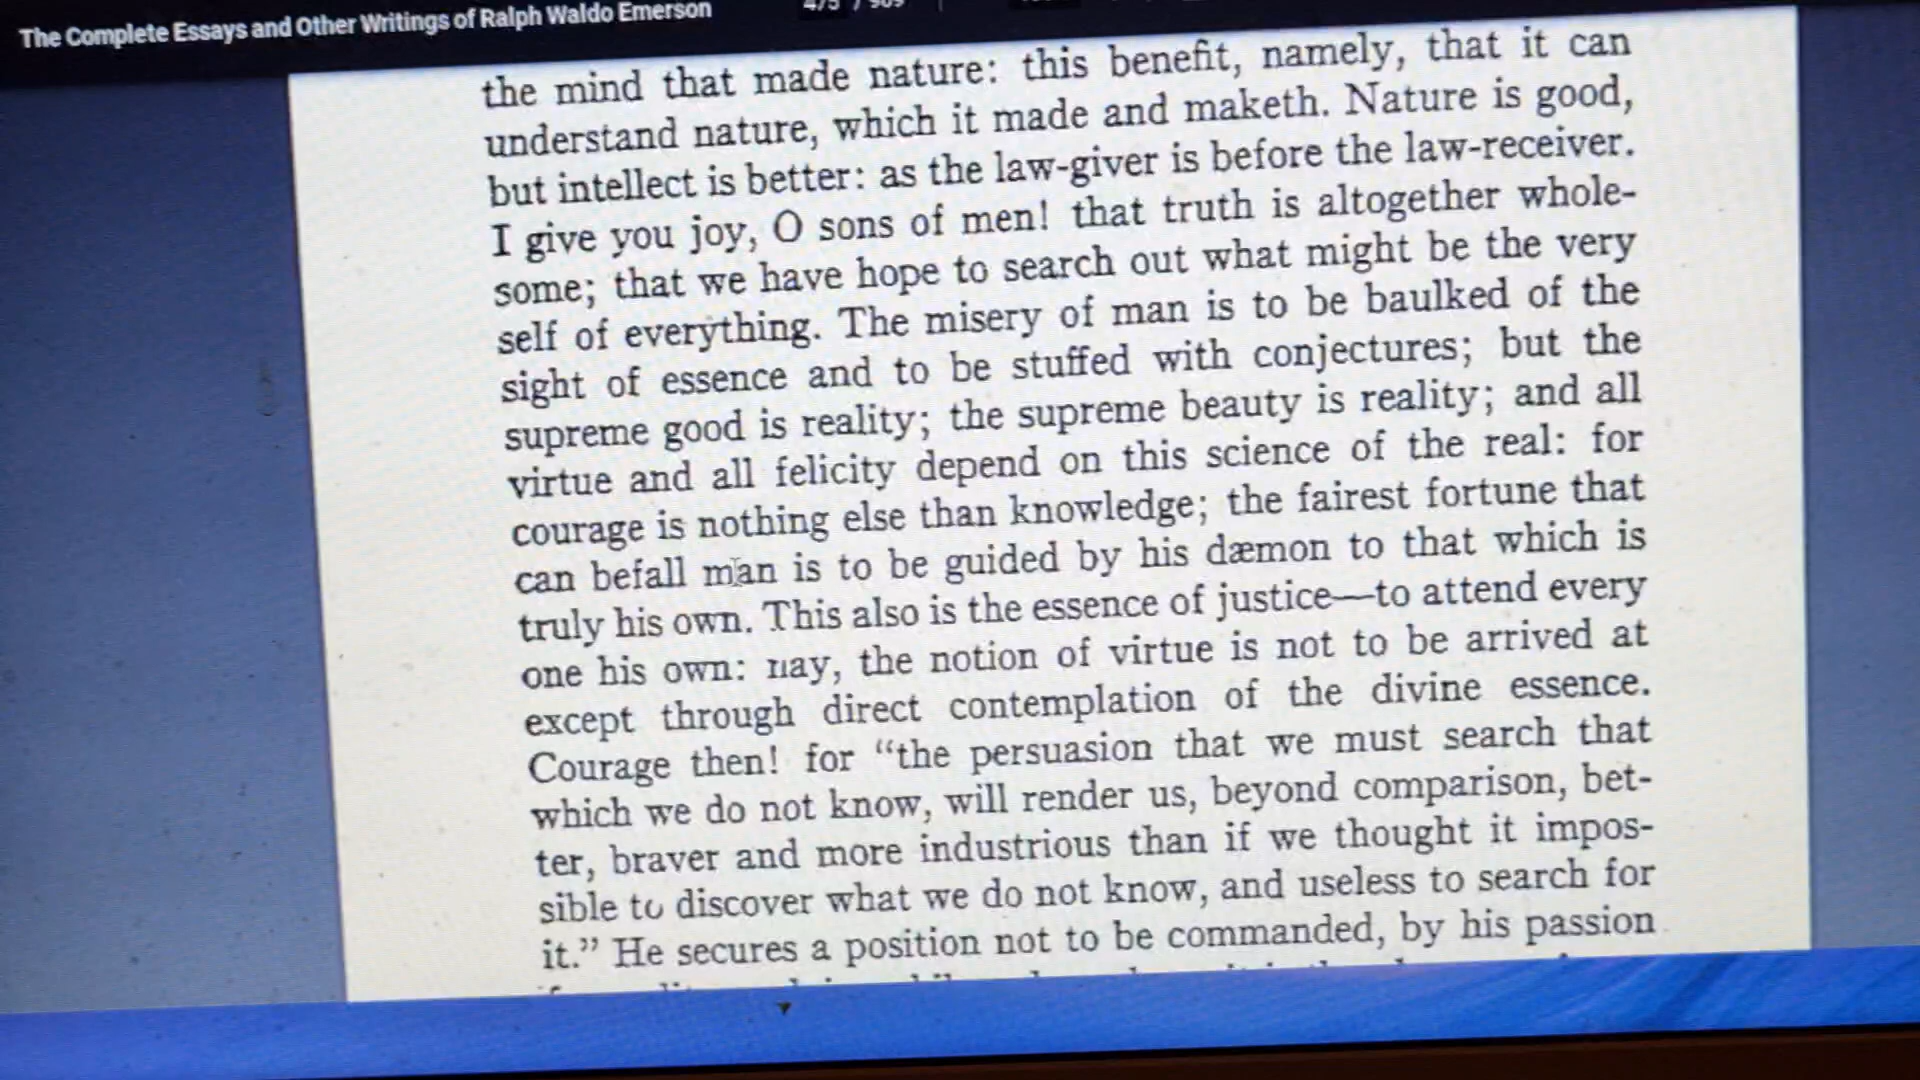 The Complete Essays and Other Writings of Ralph Waldo Emerson
the mind that made nature: this benefit, namely, that it can
understand nature, which it made and maketh. Nature is good,
but intellect is better: as the law-giver is before the law-receiver.
I give you joy, O sons of men! that truth is altogether whole-
some; that we have hope to search out what might be the very
self of everything. The misery of man is to be baulked of the
sight of essence and to be stuffed with conjectures; but the
supreme good is reality; the supreme beauty is reality; and all
virtue and all felicity depend on this science of the real: for
courage is nothing else than knowledge; the fairest fortune that
can befall man is to be guided by his dæmon to that which is
truly his own. This also is the essence of justice—to attend every
one his own: nay, the notion of virtue is not to be arrived at
except through direct contemplation of the divine essence.
Courage then! for “the persuasion that we must search that
which we do not know, will render us, beyond comparison, bet-
ter, braver and more industrious than if we thought it impos-
sible to discover what we do not know, and useless to search for
it.” He secures a position not to be commanded, by his passion